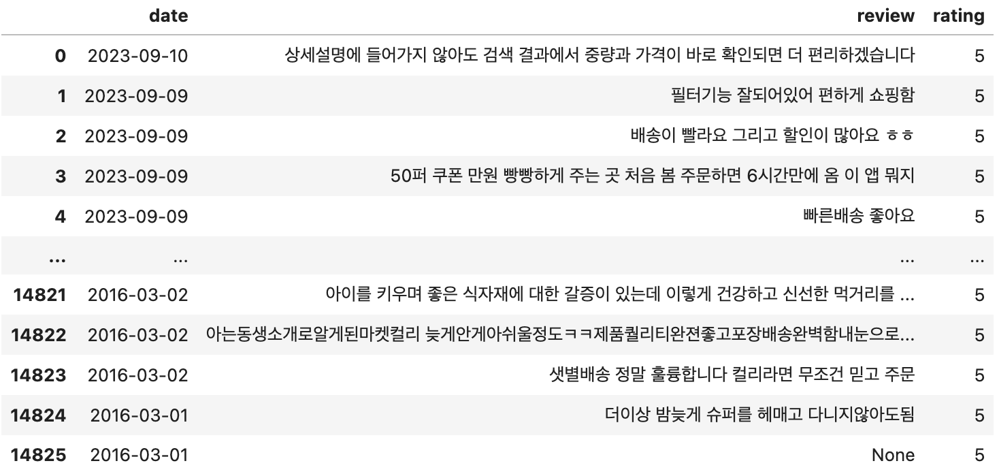 date review rating
0 2023-09-10 상세설명에 들어가지 않아도 검색 결과에서 중량과 가격이 바로 확인되면 더 편리하겠습니다 5
1 2023-09-09 필터기능 잘되어있어 편하게 쇼핑함 5
2 2023-09-09 배송이 빨라요 그리고 할인이 많아요 ㅎㅎ 5
3 2023-09-09 50퍼 쿠폰 만원 빵빵하게 주는 곳 처음 봄 주문하면 6시간만에 옴 이 앱 뭐지 5
4 2023-09-09 빠른배송 좋아요 5
... ... ... ...
14821 2016-03-02 아이를 키우며 좋은 식자재에 대한 갈증이 있는데 이렇게 건강하고 신선한 먹거리를 ... 5
14822 2016-03-02 아는동생소개로알게된마켓컬리 늦게안게아쉬울정도ㅋㅋ제품퀄리티완젼좋고포장배송완벽함내눈으로... 5
14823 2016-03-02 샛별배송 정말 훌륭합니다 컬리라면 무조건 믿고 주문 5
14824 2016-03-01 더이상 밤늦게 슈퍼를 헤매고 다니지않아도됨 5
14825 2016-03-01 None 5